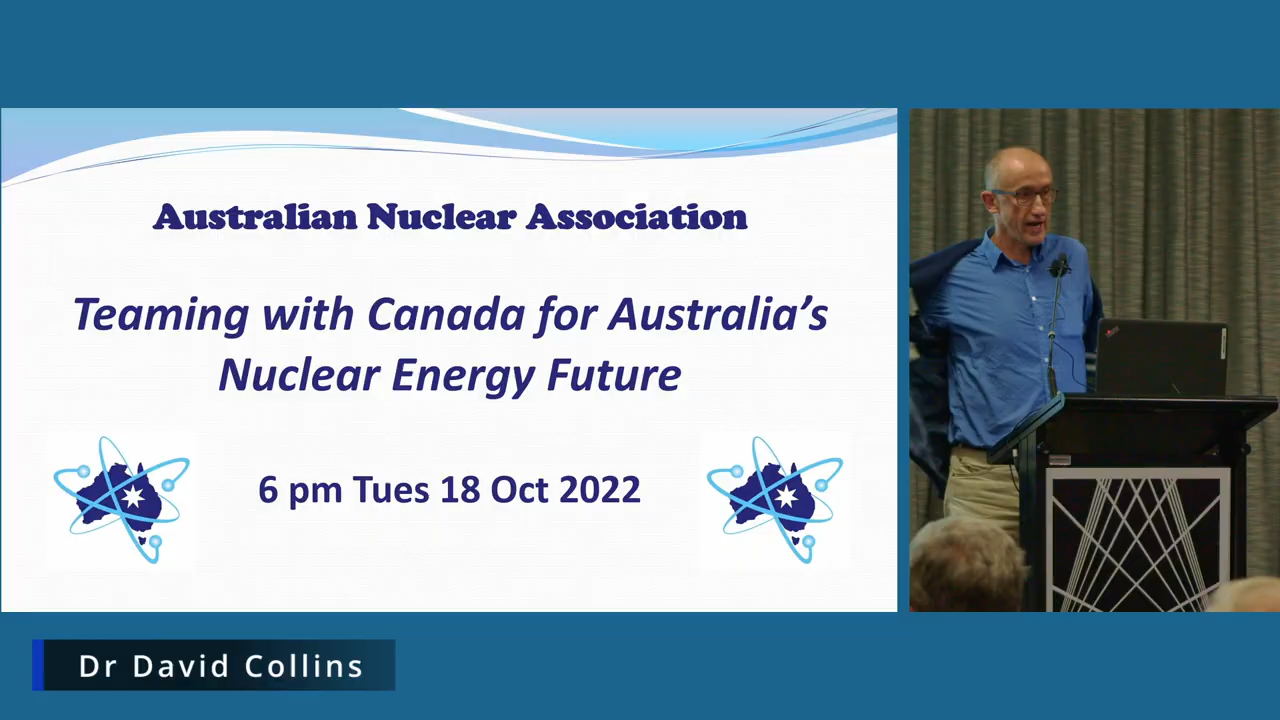 Australian Nuclear Association
Teaming with Canada for Australia's
Nuclear Energy Future
6 pm Tues 18 Oct 2022
Dr David Collins